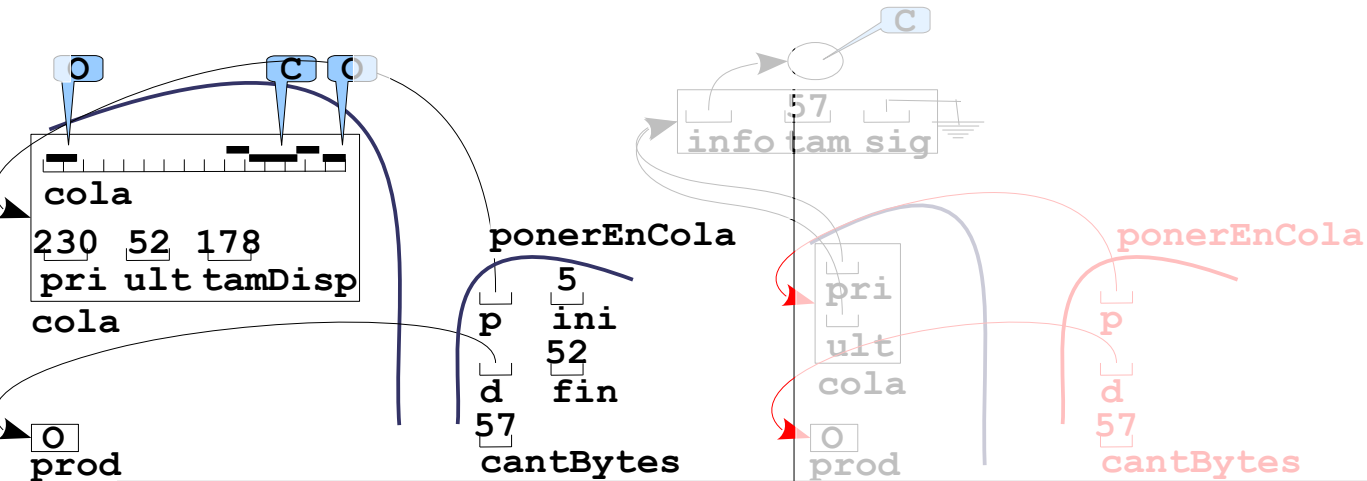 O C O
cola
230 52 178
pri ult tamDisp
cola
ponerEnCola
5
p ini
52
d fin
57
cantBytes
O
prod
C
57
info tam sig
pri
ult
cola
ponerEnCola
p
d
57
cantBytes
O
prod